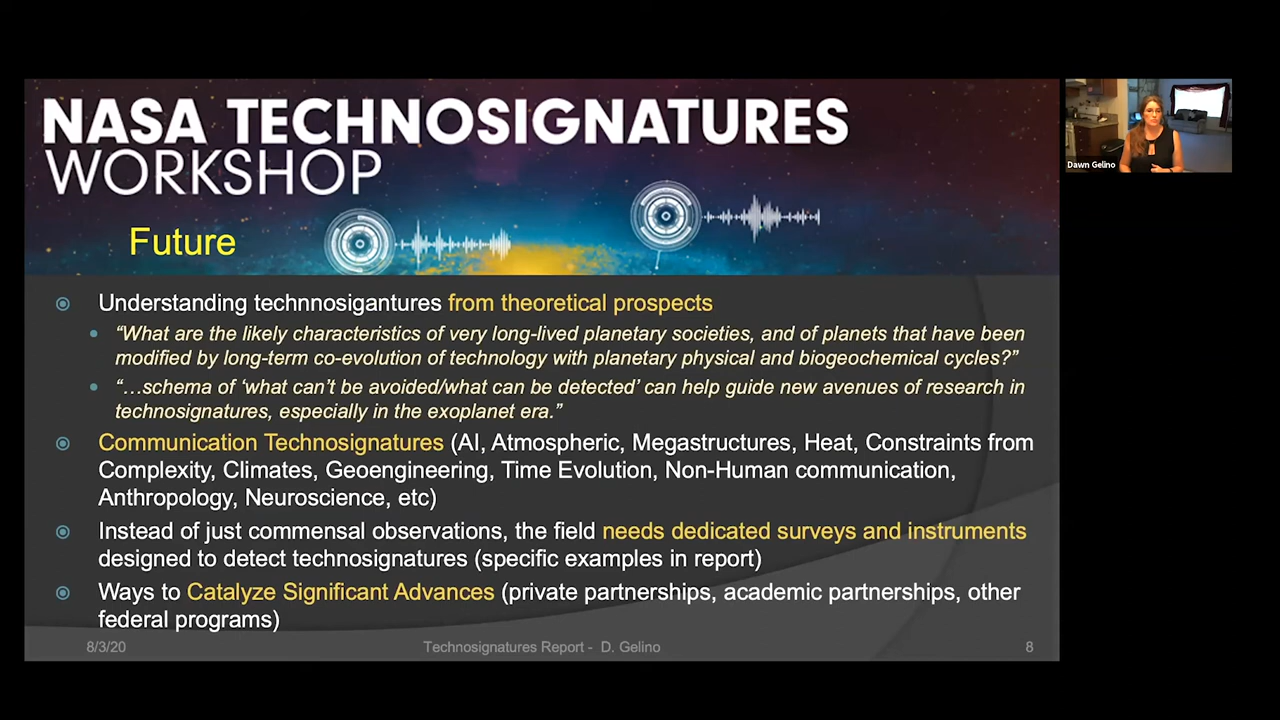 NASA TECHNOSIGNATURES
WORKSHOP
Future
Understanding technnosigantures from theoretical prospects
“What are the likely characteristics of very long-lived planetary societies, and of planets that have been
modified by long-term co-evolution of technology with planetary physical and biogeochemical cycles?”
“…schema of ‘what can’t be avoided/what can be detected’ can help guide new avenues of research in
technosignatures, especially in the exoplanet era.”
Communication Technosignatures (AI, Atmospheric, Megastructures, Heat, Constraints from
Complexity, Climates, Geoengineering, Time Evolution, Non-Human communication,
Anthropology, Neuroscience, etc)
Instead of just commensal observations, the field needs dedicated surveys and instruments
designed to detect technosignatures (specific examples in report)
Ways to Catalyze Significant Advances (private partnerships, academic partnerships, other
federal programs)
8/3/20
Technosignatures Report - D. Gelino
8
Dawn Gelino